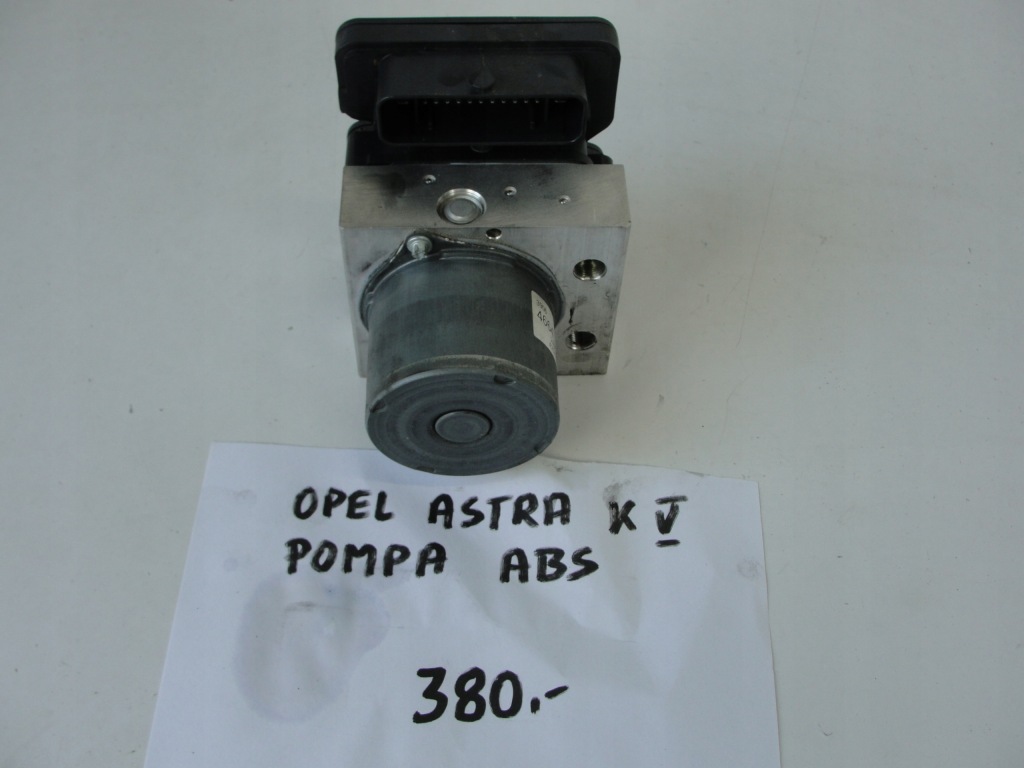 OPEL ASTRA K V
POMPA ABS
380.-